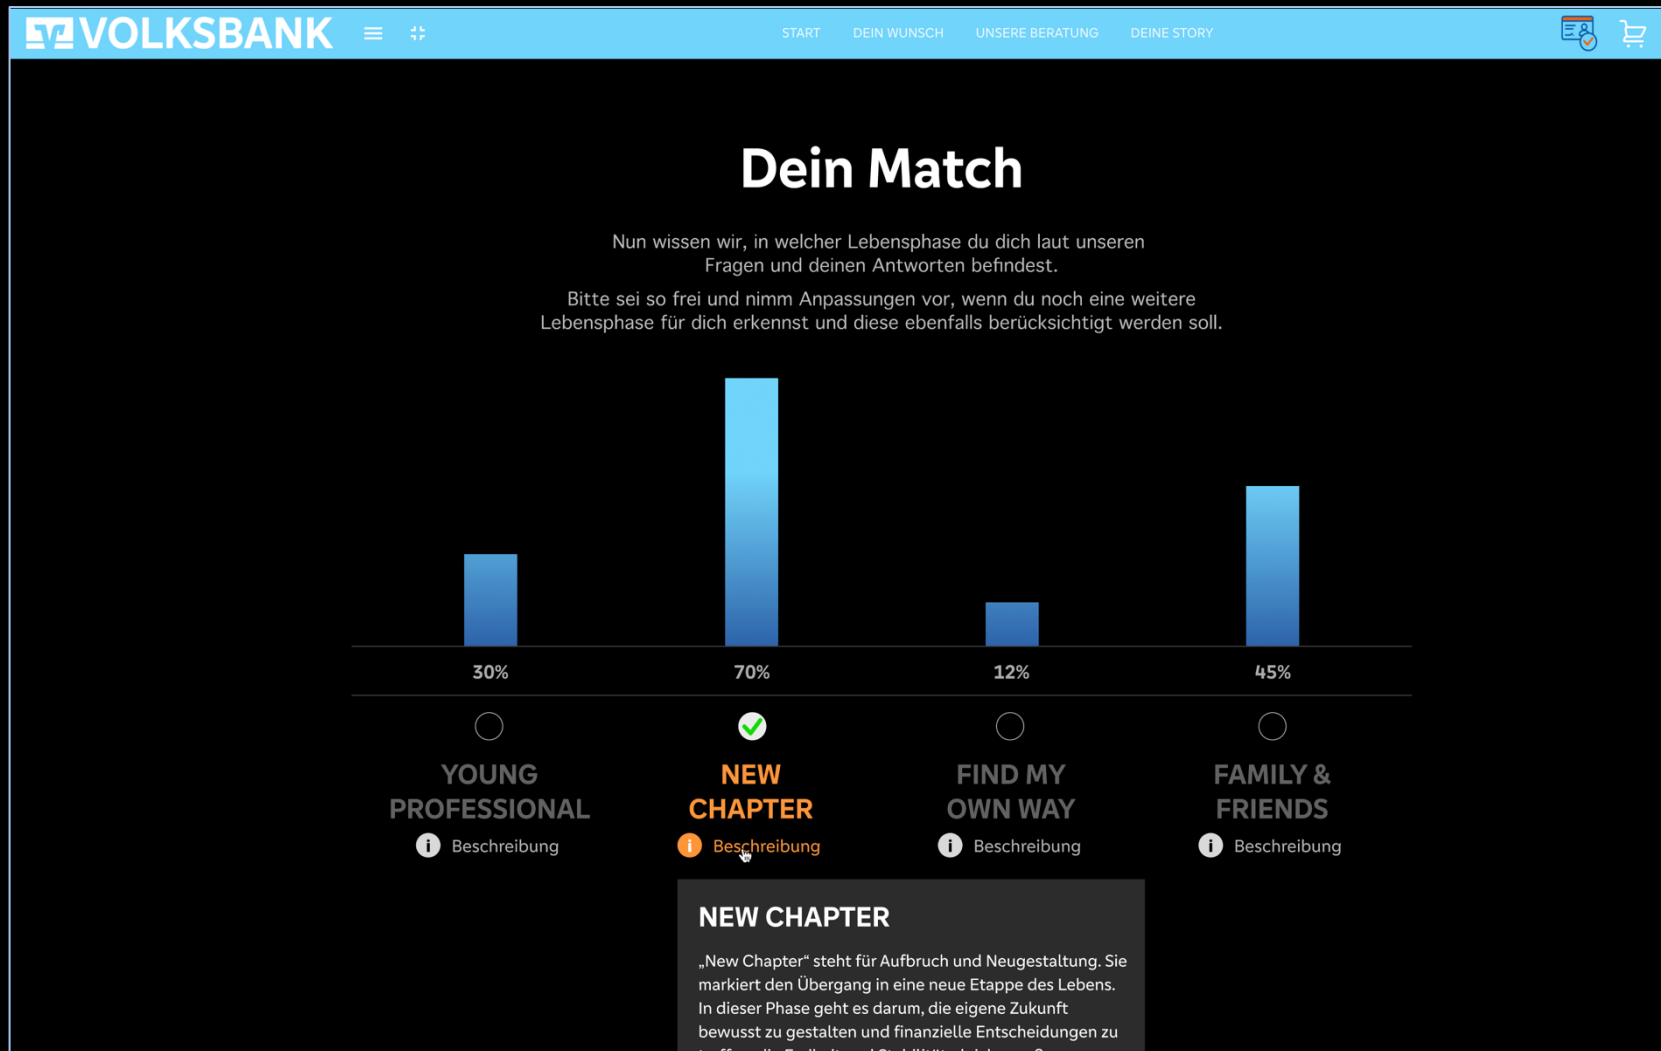 VOLKSBANK
START DEIN WUNSCH UNSERE BERATUNG DEINE STORY
Dein Match
Nun wissen wir, in welcher Lebensphase du dich laut unseren
Fragen und deinen Antworten befindest.
Bitte sei so frei und nimm Anpassungen vor, wenn du noch eine weitere
Lebensphase für dich erkennst und diese ebenfalls berücksichtigt werden soll.
30% 70% 12% 45%
YOUNG
PROFESSIONAL
i Beschreibung
NEW
CHAPTER
i Beschreibung
FIND MY
OWN WAY
i Beschreibung
FAMILY &
FRIENDS
i Beschreibung
NEW CHAPTER
„New Chapter“ steht für Aufbruch und Neugestaltung. Sie
markiert den Übergang in eine neue Etappe des Lebens.
In dieser Phase geht es darum, die eigene Zukunft
bewusst zu gestalten und finanzielle Entscheidungen zu